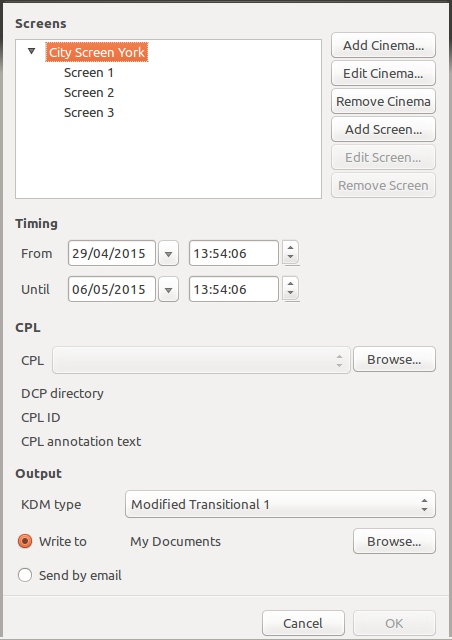 Screens
City Screen York
Screen 1
Screen 2
Screen 3
Add Cinema...
Edit Cinema...
Remove Cinema
Add Screen...
Edit Screen...
Remove Screen
Timing
From 29/04/2015 13:54:06
Until 06/05/2015 13:54:06
CPL
CPL Browse...
DCP directory
CPL ID
CPL annotation text
Output
KDM type Modified Transitional 1
Write to My Documents Browse...
Send by email
Cancel OK